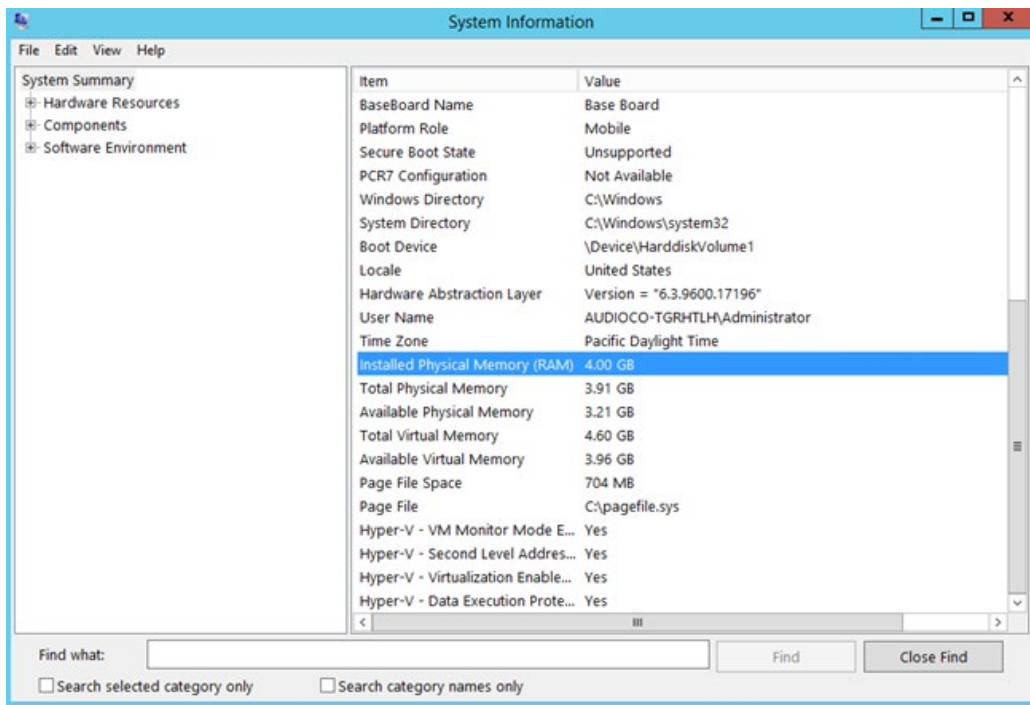 System Information
File Edit View Help
System Summary
Hardware Resources
Components
Software Environment
Item Value
BaseBoard Name Base Board
Platform Role Mobile
Secure Boot State Unsupported
PCR7 Configuration Not Available
Windows Directory C:\Windows
System Directory C:\Windows\system32
Boot Device \Device\HarddiskVolume1
Locale United States
Hardware Abstraction Layer Version = "6.3.9600.17196"
User Name AUDIOCO-TGRHTLH\Administrator
Time Zone Pacific Daylight Time
Installed Physical Memory (RAM) 4.00 GB
Total Physical Memory 3.91 GB
Available Physical Memory 3.21 GB
Total Virtual Memory 4.60 GB
Available Virtual Memory 3.96 GB
Page File Space 704 MB
Page File C:\pagefile.sys
Hyper-V - VM Monitor Mode E... Yes
Hyper-V - Second Level Addres... Yes
Hyper-V - Virtualization Enable... Yes
Hyper-V - Data Execution Prote... Yes
Find what: Find Close Find
Search selected category only Search category names only